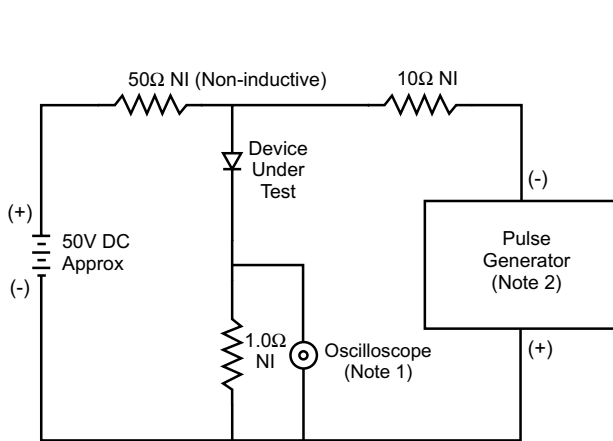 50Ω NI (Non-inductive)
10Ω NI
Device
Under
Test
(+)
50V DC
Approx
(-)
(-)
Pulse
Generator
(Note 2)
(+)
1.0Ω
NI
Oscilloscope
(Note 1)